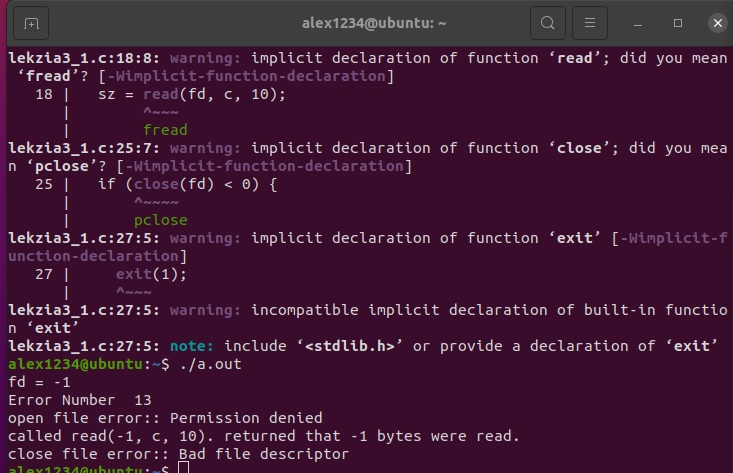 alex1234@ubuntu: ~
lekzia3_1.c:18:8: warning: implicit declaration of function ‘read’; did you mean
 ‘fread’? [-Wimplicit-function-declaration]
   18 |   sz = read(fd, c, 10);
      |        ^~~~
      |        fread
lekzia3_1.c:25:7: warning: implicit declaration of function ‘close’; did you mea
n ‘pclose’? [-Wimplicit-function-declaration]
   25 |   if (close(fd) < 0) {
      |       ^~~~~
      |       pclose
lekzia3_1.c:27:5: warning: implicit declaration of function ‘exit’ [-Wimplicit-f
unction-declaration]
   27 |     exit(1);
      |     ^~~~
lekzia3_1.c:27:5: warning: incompatible implicit declaration of built-in functio
n ‘exit’
lekzia3_1.c:27:5: note: include ‘<stdlib.h>’ or provide a declaration of ‘exit’
alex1234@ubuntu:~$ ./a.out
fd = -1
Error Number  13
open file error:: Permission denied
called read(-1, c, 10). returned that -1 bytes were read.
close file error:: Bad file descriptor
alex1234@ubuntu:~$